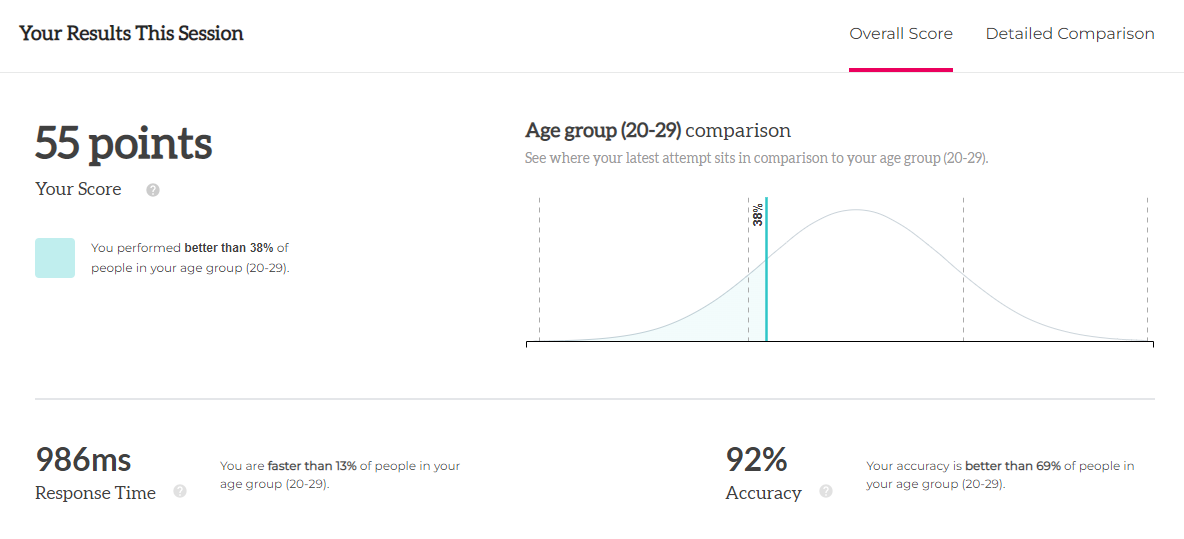 Your Results This Session
Overall Score
Detailed Comparison
55 points
Your Score ?
You performed better than 38% of
people in your age group (20-29).
Age group (20-29) comparison
See where your latest attempt sits in comparison to your age group (20-29).
38%
986ms
Response Time ?
You are faster than 13% of people in your
age group (20-29).
92%
Accuracy ?
Your accuracy is better than 69% of people in
your age group (20-29).